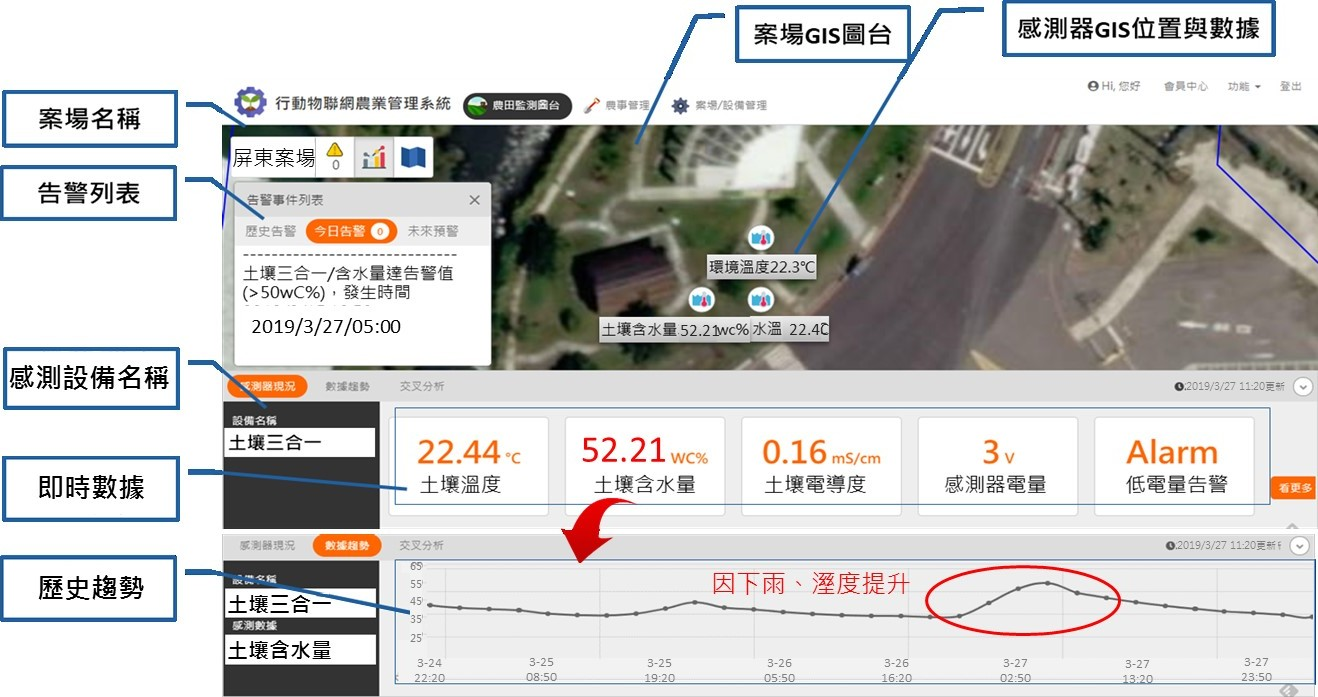 案場GIS圖台
感測器GIS位置與數據
案場名稱
告警列表
感測設備名稱
即時數據
歷史趨勢
行動物聯網農業管理系統
農田監測圖台
農事管理
案場/設備管理
Hi, 您好
會員中心
功能
登出
屏東案場
0
告警事件列表
歷史告警
今日告警 0
未來預警
土壤三合一/含水量達告警值
(>50wC%)，發生時間
2019/3/27/05:00
環境溫度22.3℃
土壤含水量 52.21wc%
水溫 22.4C
感測器現況
數據趨勢
交叉分析
2019/3/27 11:20更新
設備名稱
土壤三合一
22.44 °C
土壤溫度
52.21 WC%
土壤含水量
0.16 mS/cm
土壤電導度
3 V
感測器電量
Alarm
低電量告警
看更多
感測器現況
數據趨勢
交叉分析
2019/3/27 11:20更新
設備名稱
土壤三合一
感測數據
土壤含水量
因下雨、溼度提升
65
55
45
35
25
3-24
22:20
3-25
08:50
3-25
19:20
3-26
05:50
3-26
16:20
3-27
02:50
3-27
13:20
3-27
23:50